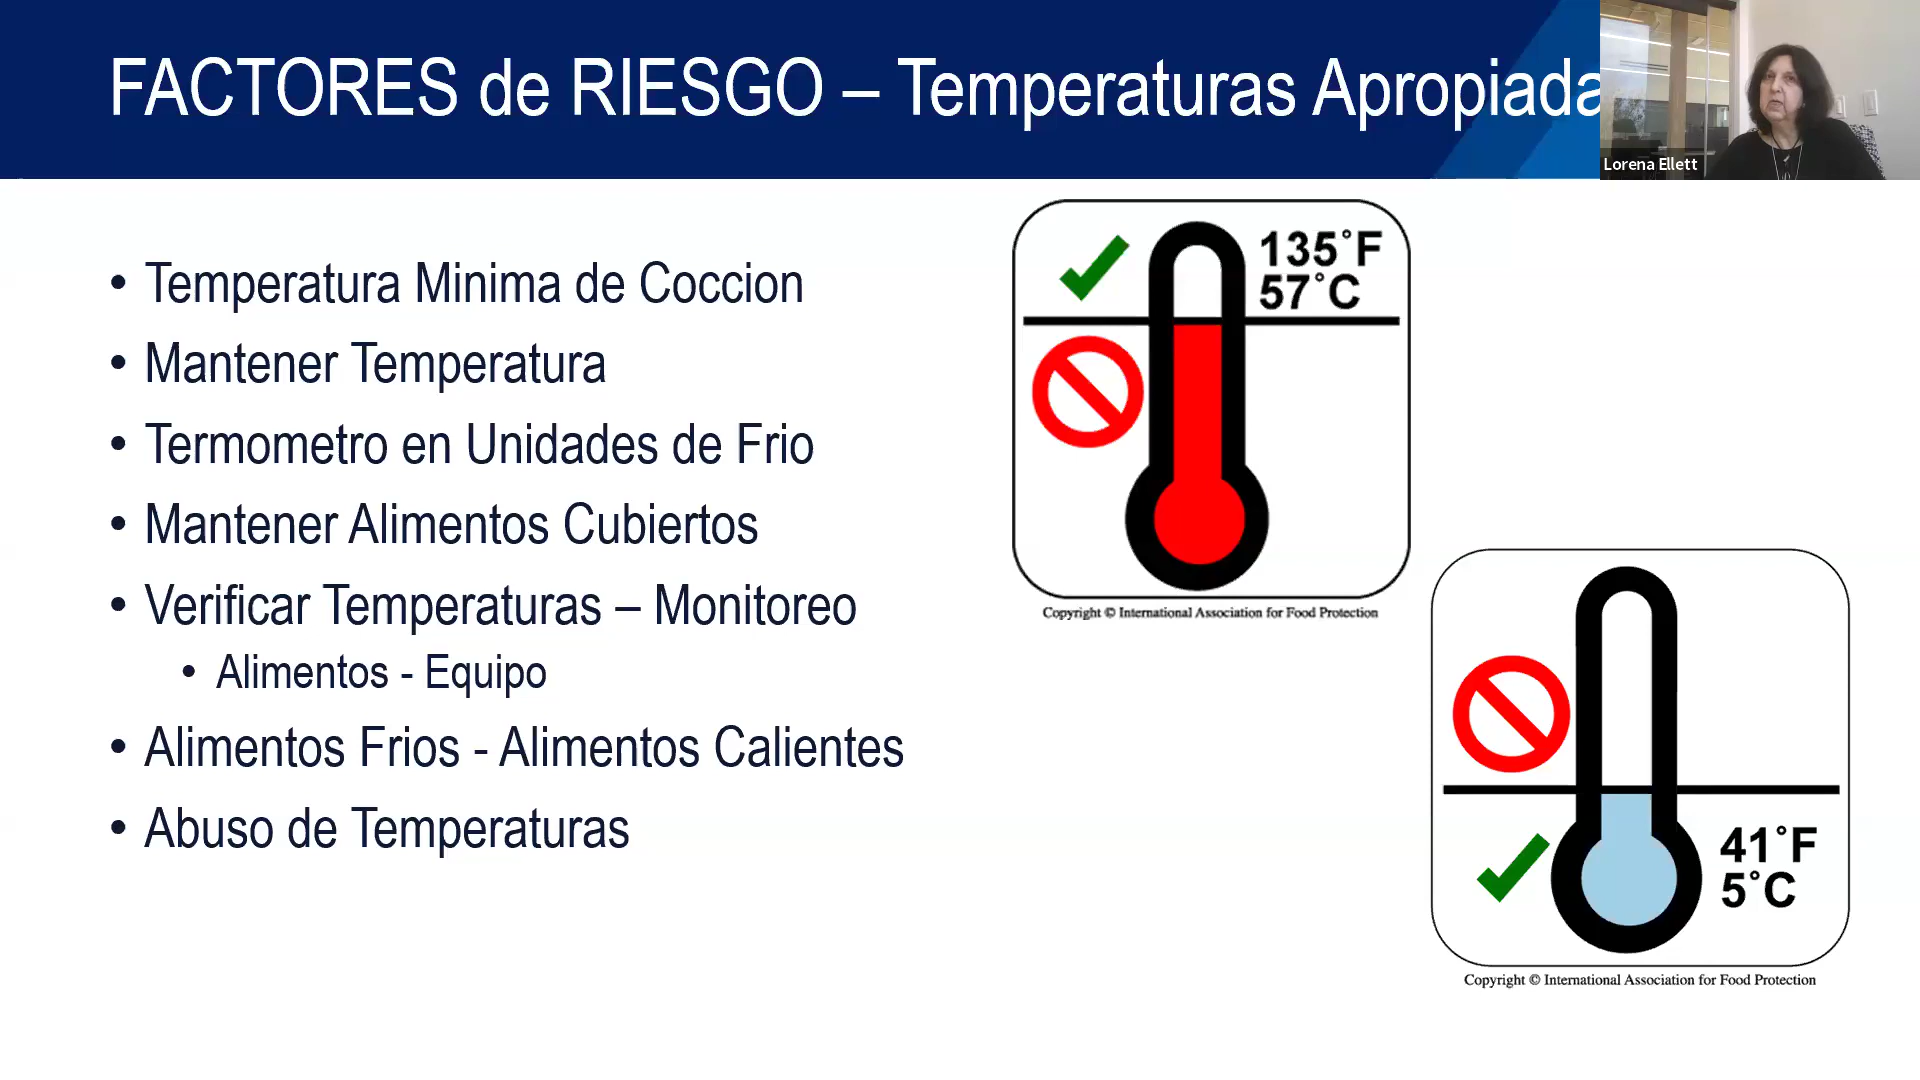 FACTORES de RIESGO – Temperaturas Apropiada
Lorena Ellett
• Temperatura Minima de Coccion
• Mantener Temperatura
• Termometro en Unidades de Frio
• Mantener Alimentos Cubiertos
• Verificar Temperaturas – Monitoreo
• Alimentos - Equipo
• Alimentos Frios - Alimentos Calientes
• Abuso de Temperaturas
135°F
57°C
Copyright © International Association for Food Protection
41°F
5°C
Copyright © International Association for Food Protection